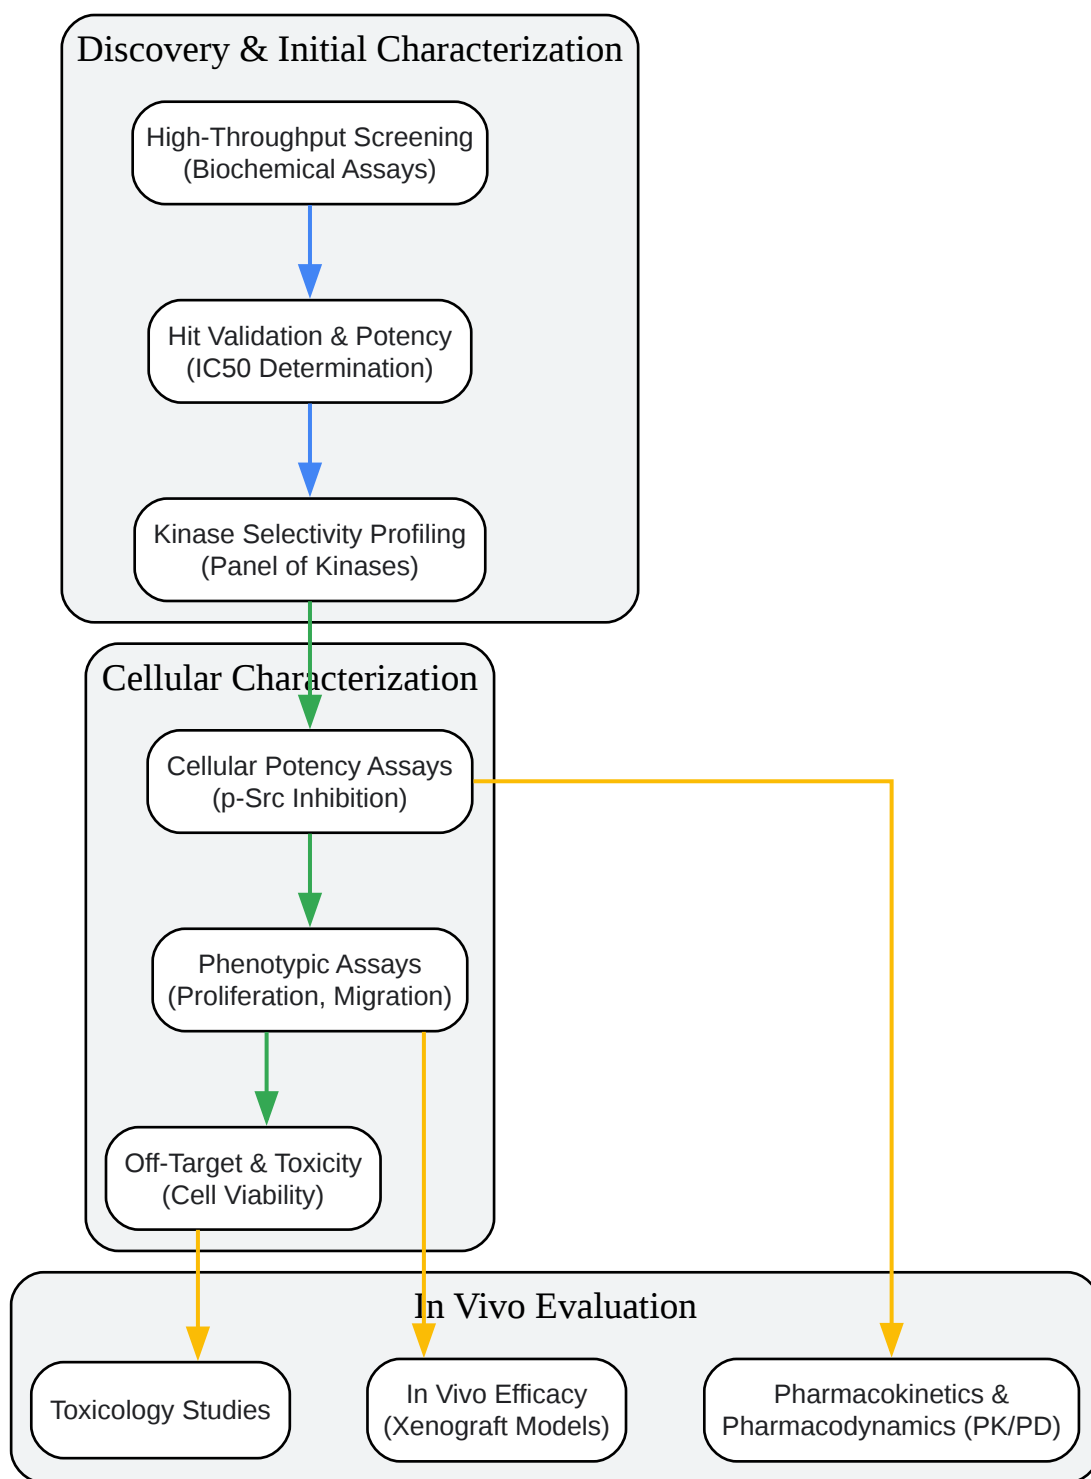 Discovery & Initial Characterization
High-Throughput Screening
(Biochemical Assays)
Hit Validation & Potency
(IC50 Determination)
Kinase Selectivity Profiling
(Panel of Kinases)
Cellular Characterization
Cellular Potency Assays
(p-Src Inhibition)
Phenotypic Assays
(Proliferation, Migration)
Off-Target & Toxicity
(Cell Viability)
In Vivo Evaluation
Toxicology Studies
In Vivo Efficacy
(Xenograft Models)
Pharmacokinetics &
Pharmacodynamics (PK/PD)